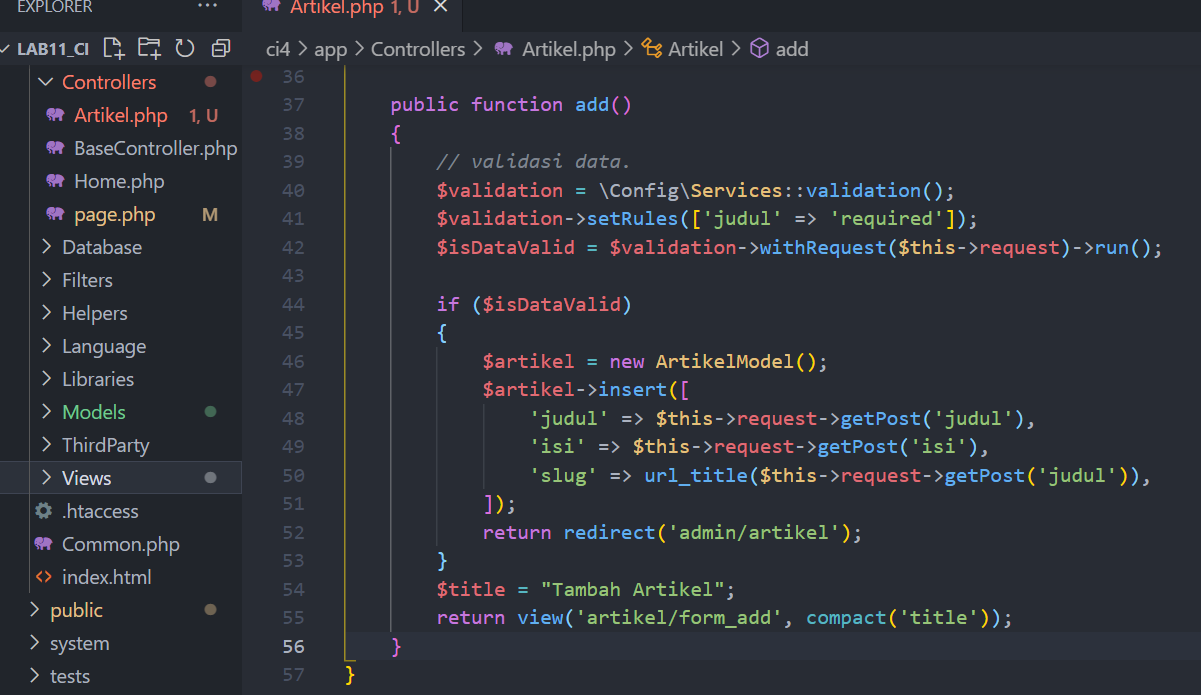 EXPLORER ...
LAB11_CI
Controllers
Artikel.php 1, U
BaseController.php
Home.php
page.php M
Database
Filters
Helpers
Language
Libraries
Models
ThirdParty
Views
.htaccess
Common.php
index.html
public
system
tests
Artikel.php 1, U ×
ci4 > app > Controllers > Artikel.php > Artikel > add
36
37 public function add()
38 {
39 // validasi data.
40 $validation = \Config\Services::validation();
41 $validation->setRules(['judul' => 'required']);
42 $isDataValid = $validation->withRequest($this->request)->run();
43
44 if ($isDataValid)
45 {
46 $artikel = new ArtikelModel();
47 $artikel->insert([
48 'judul' => $this->request->getPost('judul'),
49 'isi' => $this->request->getPost('isi'),
50 'slug' => url_title($this->request->getPost('judul')),
51 ]);
52 return redirect('admin/artikel');
53 }
54 $title = "Tambah Artikel";
55 return view('artikel/form_add', compact('title'));
56 }
57 }